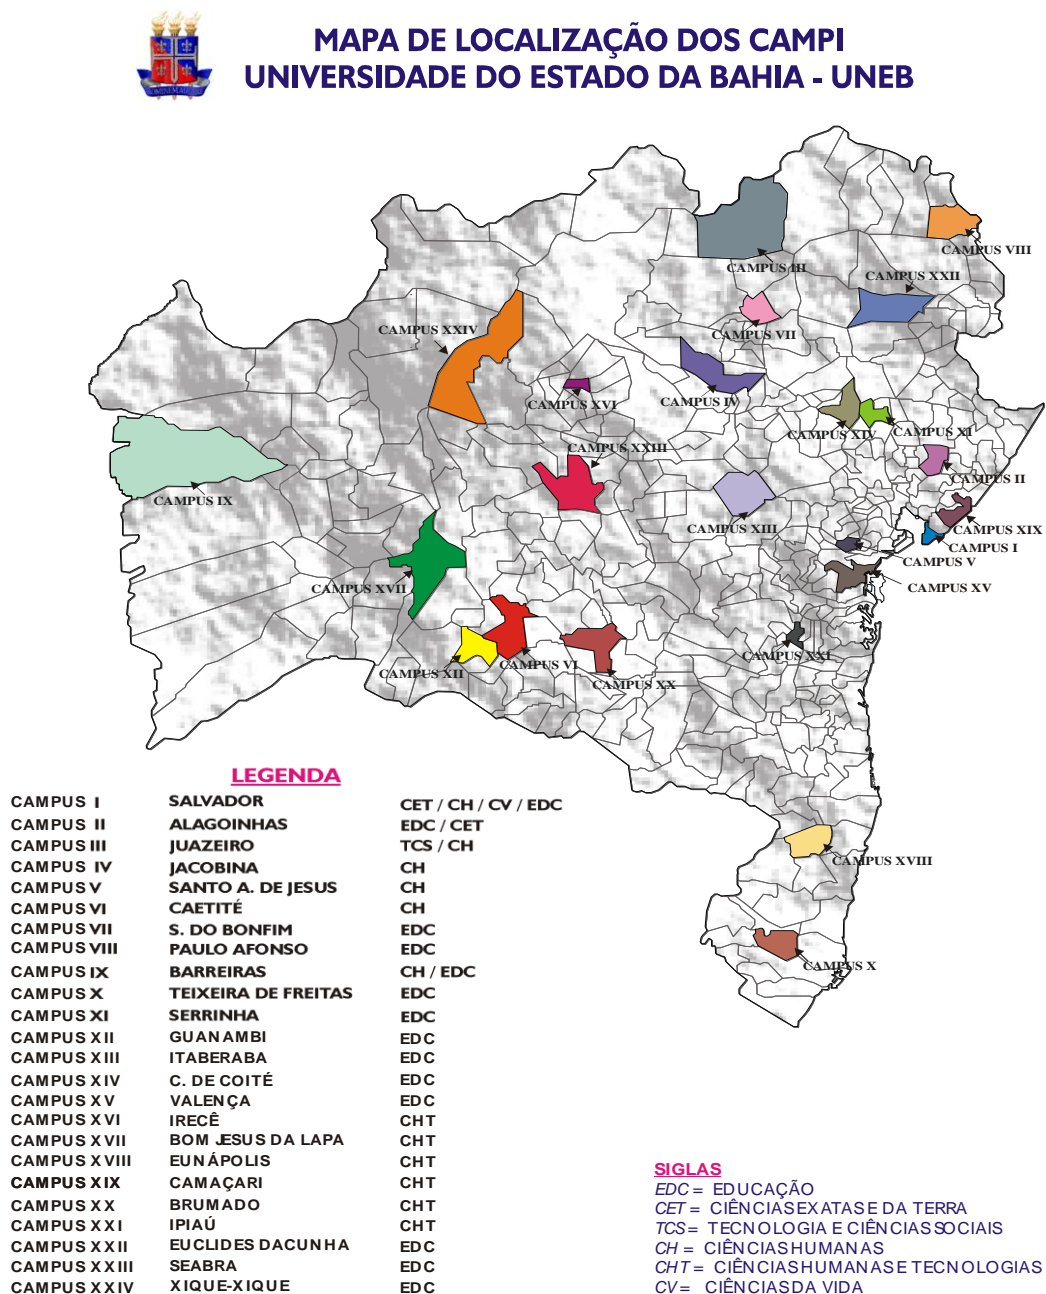 MAPA DE LOCALIZAÇÃO DOS CAMPI
UNIVERSIDADE DO ESTADO DA BAHIA - UNEB
CAMPUS VIII
CAMPUS III
CAMPUS XXII
CAMPUS XXIV
CAMPUS VII
CAMPUS XVI
CAMPUS IV
CAMPUS XIV
CAMPUS XI
CAMPUS XXIII
CAMPUS II
CAMPUS IX
CAMPUS XIII
CAMPUS XIX
CAMPUS I
CAMPUS V
CAMPUS XVII
CAMPUS XV
CAMPUS XXI
CAMPUS VI
CAMPUS XII
CAMPUS XX
CAMPUS XVIII
CAMPUS X
LEGENDA
CAMPUS I SALVADOR CET / CH / CV / EDC
CAMPUS II ALAGOINHAS EDC / CET
CAMPUS III JUAZEIRO TCS / CH
CAMPUS IV JACOBINA CH
CAMPUS V SANTO A. DE JESUS CH
CAMPUS VI CAETITÉ CH
CAMPUS VII S. DO BONFIM EDC
CAMPUS VIII PAULO AFONSO EDC
CAMPUS IX BARREIRAS CH / EDC
CAMPUS X TEIXEIRA DE FREITAS EDC
CAMPUS XI SERRINHA EDC
CAMPUS XII GUANAMBI EDC
CAMPUS XIII ITABERABA EDC
CAMPUS XIV C. DE COITÉ EDC
CAMPUS XV VALENÇA EDC
CAMPUS XVI IRECÊ CHT
CAMPUS XVII BOM JESUS DA LAPA CHT
CAMPUS XVIII EUNÁPOLIS CHT
CAMPUS XIX CAMAÇARI CHT
CAMPUS XX BRUMADO CHT
CAMPUS XXI IPIAÚ CHT
CAMPUS XXII EUCLIDES DACUNHA EDC
CAMPUS XXIII SEABRA EDC
CAMPUS XXIV XIQUE-XIQUE EDC
SIGLAS
EDC = EDUCAÇÃO
CET = CIÊNCIAS EXATAS E DA TERRA
TCS = TECNOLOGIA E CIÊNCIAS SOCIAIS
CH = CIÊNCIAS HUMANAS
CHT = CIÊNCIAS HUMANAS E TECNOLOGIAS
CV = CIÊNCIAS DA VIDA